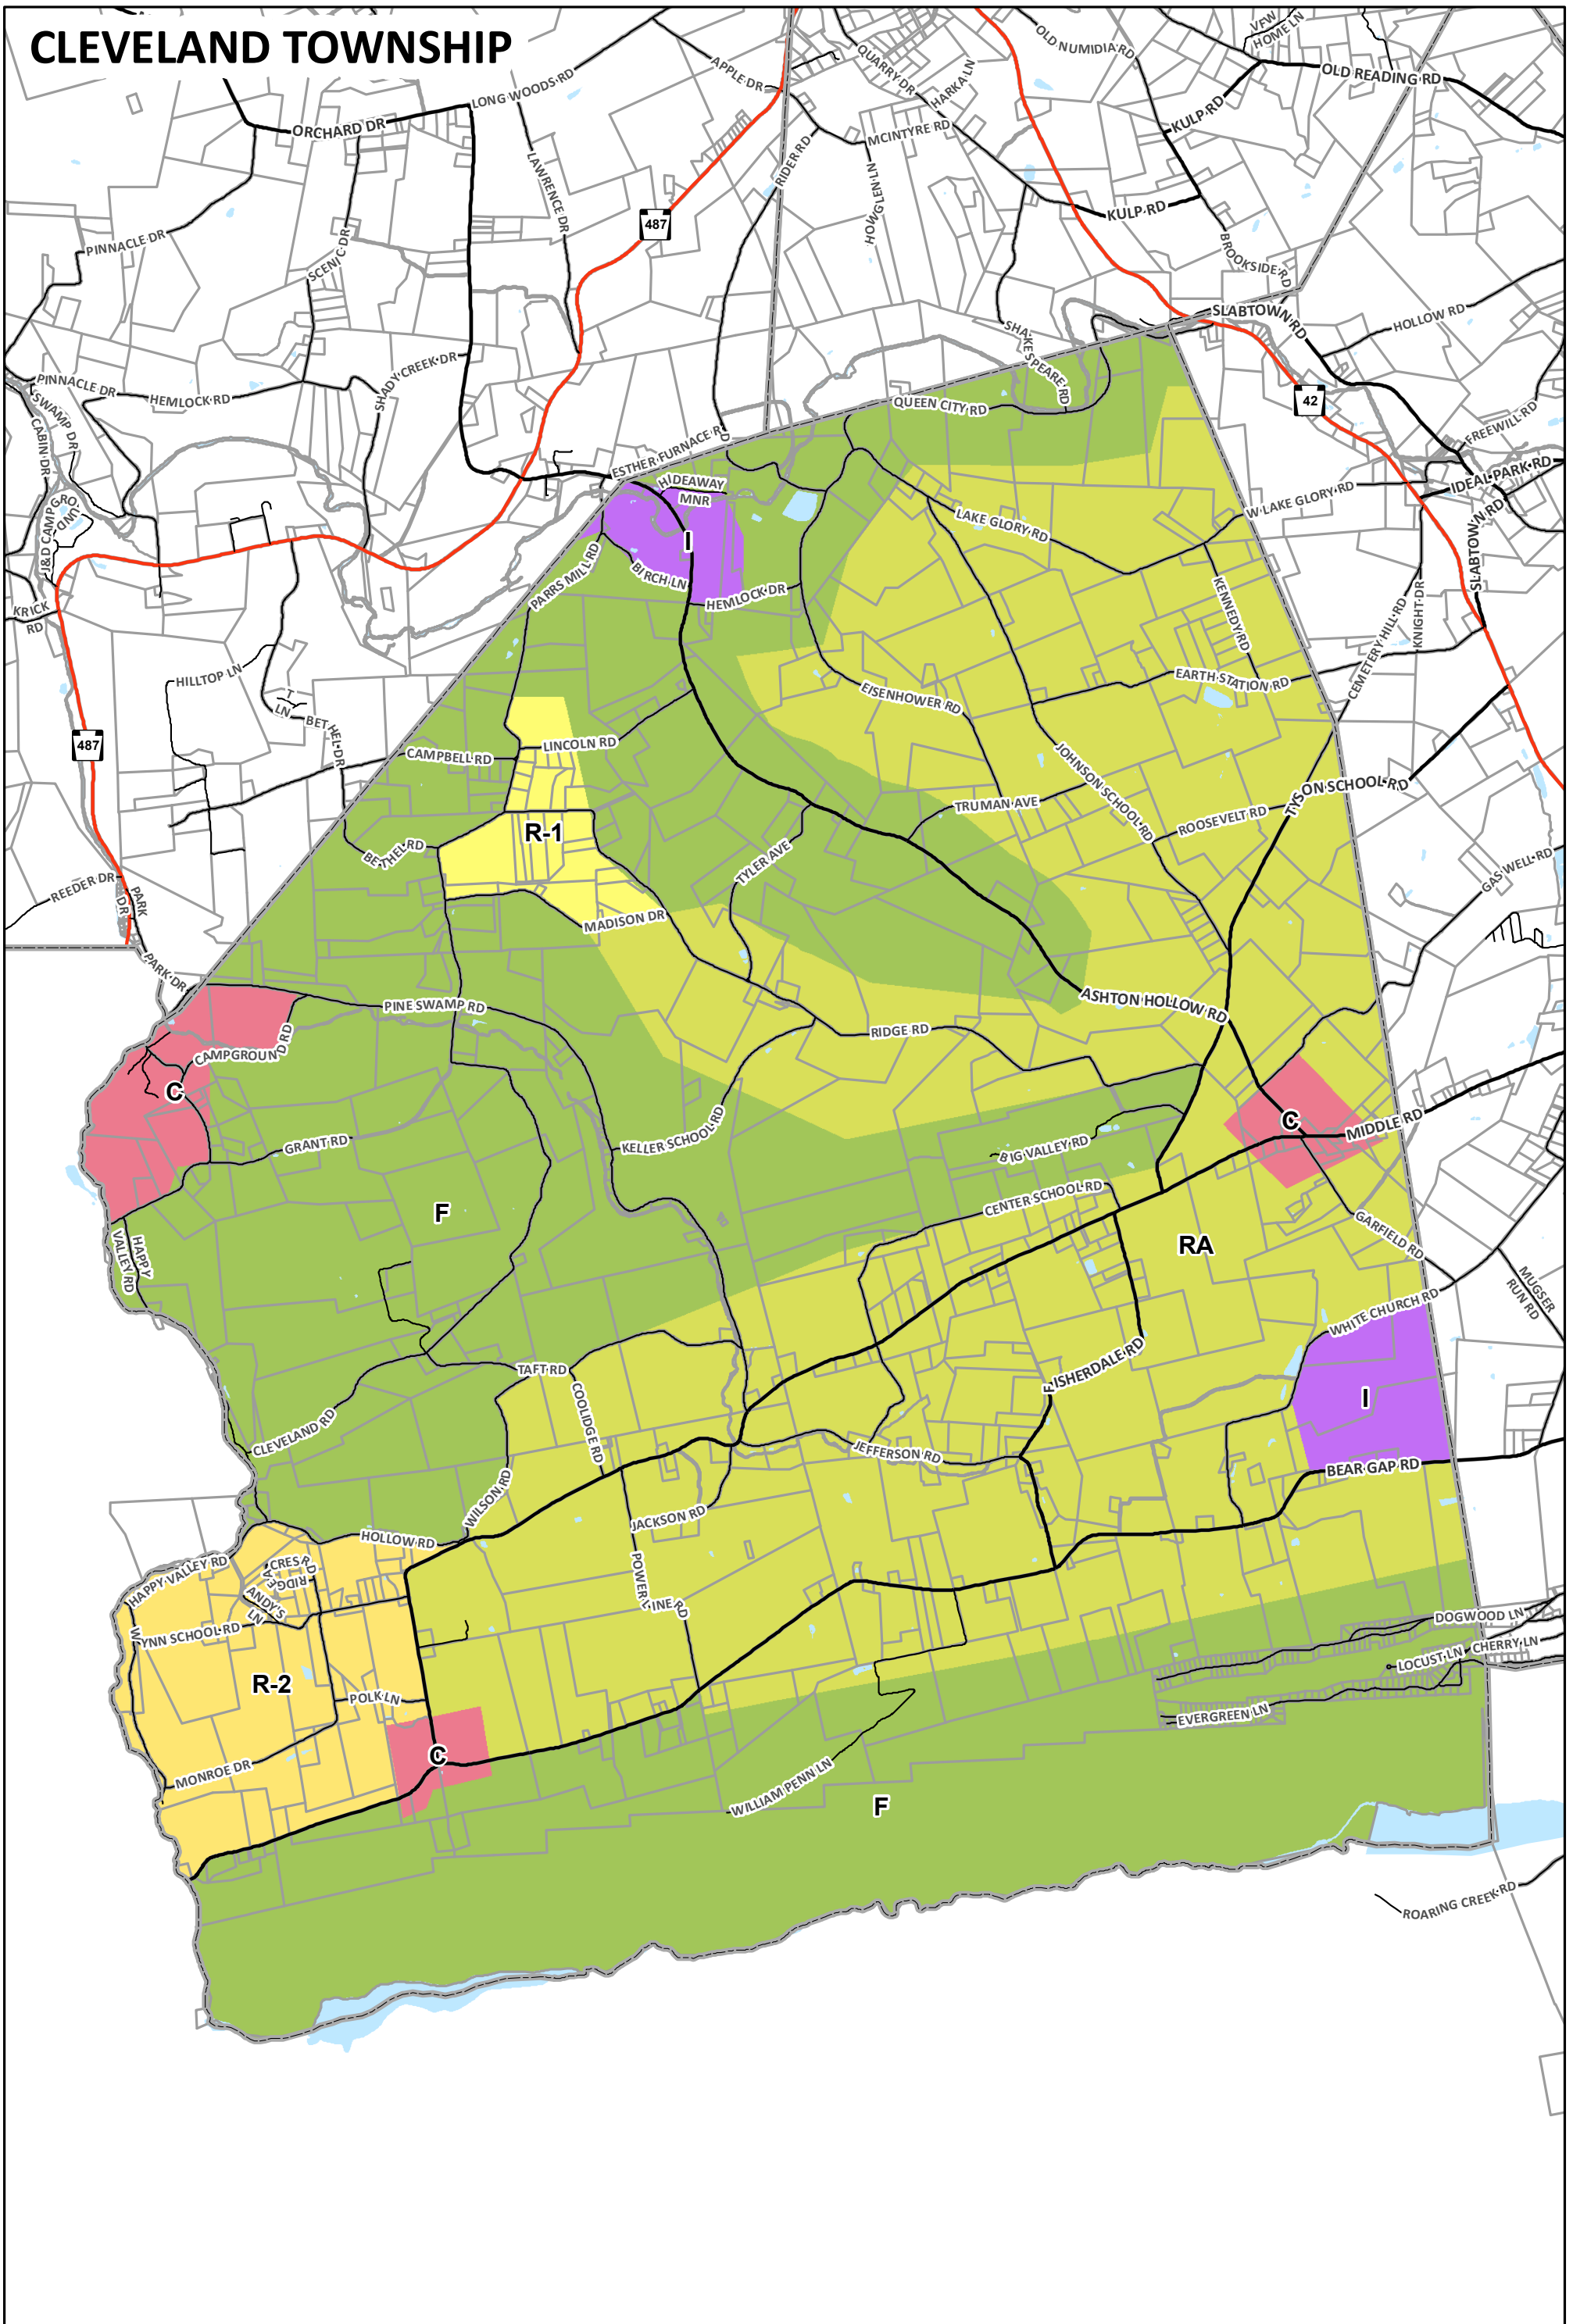 CLEVELAND TOWNSHIP
VFW
HOME LN
OLD NUMIDIA RD
QUARRY DR
HARKA LN
APPLE DR
OLD READING RD
LONG WOODS RD
KULP RD
ORCHARD DR
MCINTYRE RD
RIDER RD
LAWRENCE DR
HOWGLEN LN
487
KULP RD
PINNACLE DR
SCENIC DR
BROOKSIDE RD
SLABTOWN RD
HOLLOW RD
SHAKESPEARE RD
SHADY CREEK DR
PINNACLE DR
HEMLOCK RD
42
QUEEN CITY RD
SWAMP DR
CABIN DR
FREEWILL RD
ESTHER FURNACE RD
IDEAL PARK RD
HIDEAWAY
MNR
W LAKE GLORY RD
J&D CAMPGROUND
LAKE GLORY RD
SLABTOWN RD
I
PARRS MILL RD
BIRCH LN
HEMLOCK DR
KRICK
RD
KENNEDY RD
CEMETERY HILL RD
KNIGHT DR
HILLTOP LN
EARTH STATION RD
EISENHOWER RD
T
LN
BETHEL DR
487
LINCOLN RD
CAMPBELL RD
JOHNSON SCHOOL RD
TYSON SCHOOL RD
TRUMAN AVE
ROOSEVELT RD
R-1
BETHEL RD
TYLER AVE
GAS WELL RD
REEDER DR
PARK
DR
MADISON DR
PARK DR
PINE SWAMP RD
ASHTON HOLLOW RD
RIDGE RD
CAMPGROUND RD
C
C
MIDDLE RD
KELLER SCHOOL RD
GRANT RD
BIG VALLEY RD
CENTER SCHOOL RD
F
GARFIELD RD
RA
HAPPY
VALLEY RD
MUGSER
RUN RD
WHITE CHURCH RD
TAFT RD
FISHERDALE RD
COOLIDGE RD
I
CLEVELAND RD
JEFFERSON RD
BEAR GAP RD
WILSON RD
JACKSON RD
HOLLOW RD
HAPPY VALLEY RD
ACRES RD
RIDGE
ANDY'S
LN
POWERLINE RD
WYNN SCHOOL RD
DOGWOOD LN
CHERRY LN
LOCUST LN
R-2
POLK LN
EVERGREEN LN
C
MONROE DR
WILLIAM PENN LN
F
ROARING CREEK RD